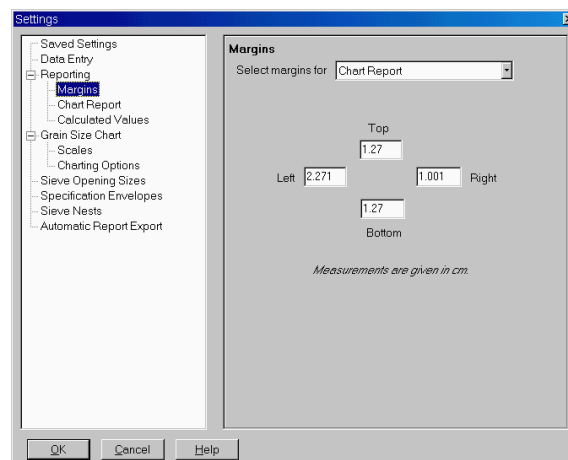 Settings
Saved Settings
Data Entry
Reporting
Margins
Chart Report
Calculated Values
Grain Size Chart
Scales
Charting Options
Sieve Opening Sizes
Specification Envelopes
Sieve Nests
Automatic Report Export
Margins
Select margins for Chart Report
Top
1.27
Left 2.271 1.001 Right
1.27
Bottom
Measurements are given in cm.
OK Cancel Help